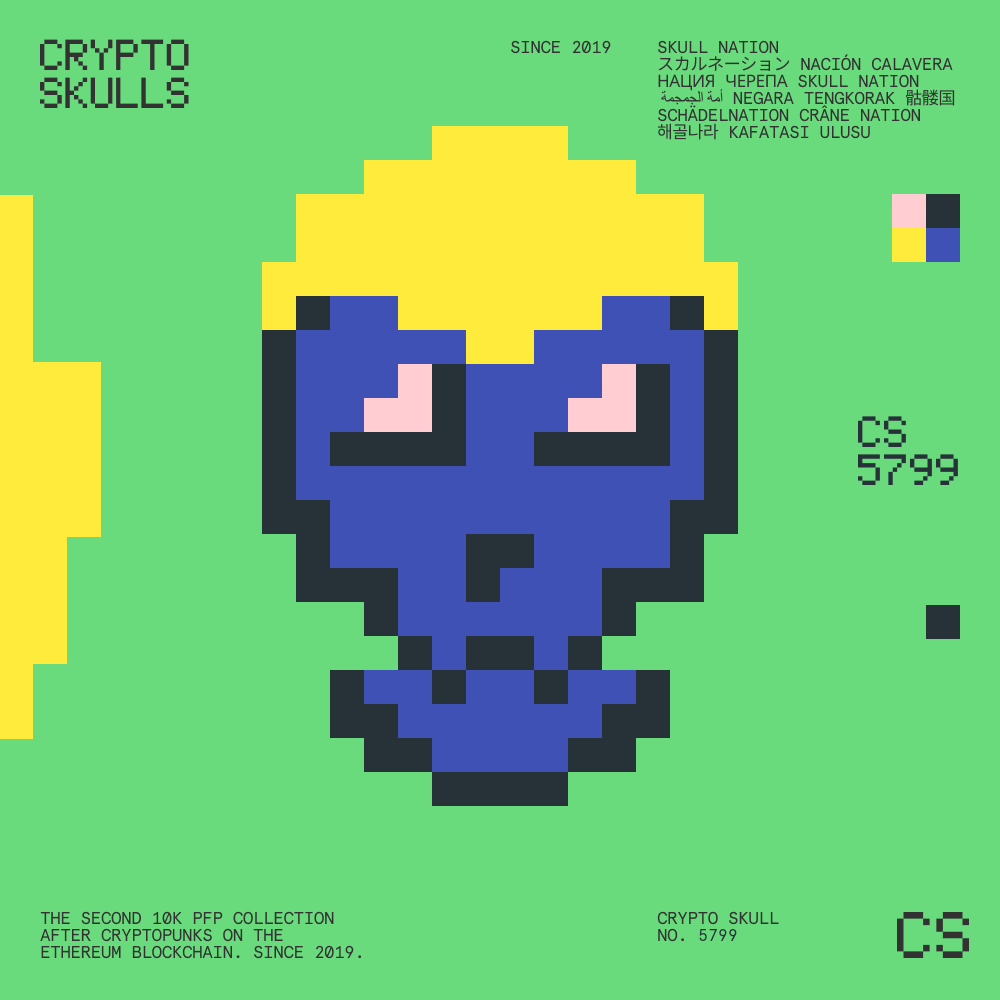 CRYPTO
SKULLS
SINCE 2019
SKULL NATION
スカルネーション NACIÓN CALAVERA
НАЦИЯ ЧЕРЕПА SKULL NATION
أمة الجمجمة NEGARA TENGKORAK 骷髅国
SCHÄDELNATION CRÂNE NATION
해골나라 KAFATASI ULUSU
CS
5799
THE SECOND 10K PFP COLLECTION
AFTER CRYPTOPUNKS ON THE
ETHEREUM BLOCKCHAIN. SINCE 2019.
CRYPTO SKULL
NO. 5799
CS